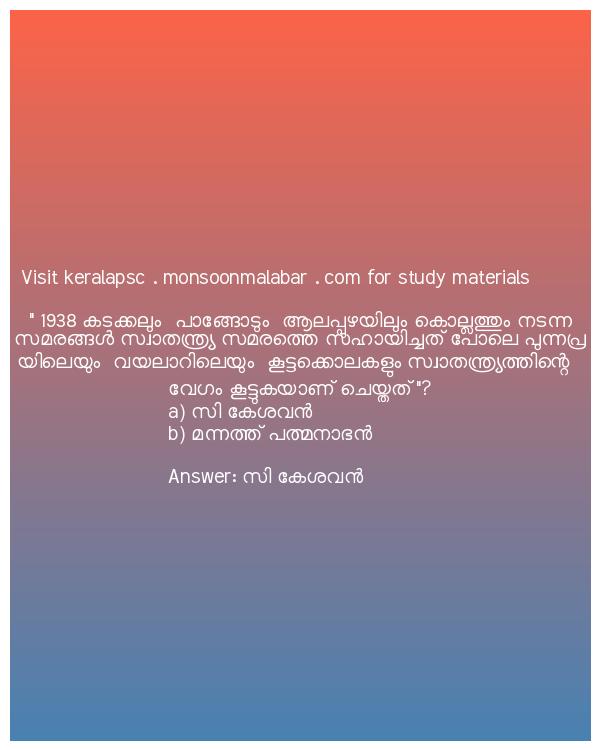 Visit keralapsc . monsoonmalabar . com for study materials
" 1938 കടക്കലും പാങ്ങോടും ആലപ്പുഴയിലും കൊല്ലത്തും നടന്ന
സമരങ്ങൾ സ്വാതന്ത്ര്യ സമരത്തെ സഹായിച്ചത് പോലെ പുന്നപ്ര
യിലെയും വയലാറിലെയും കൂട്ടക്കൊലകളും സ്വാതന്ത്ര്യത്തിന്റെ
വേഗം കൂട്ടുകയാണ് ചെയ്തത് "?
a) സി കേശവൻ
b) മന്നത്ത് പത്മനാഭൻ
Answer: സി കേശവൻ